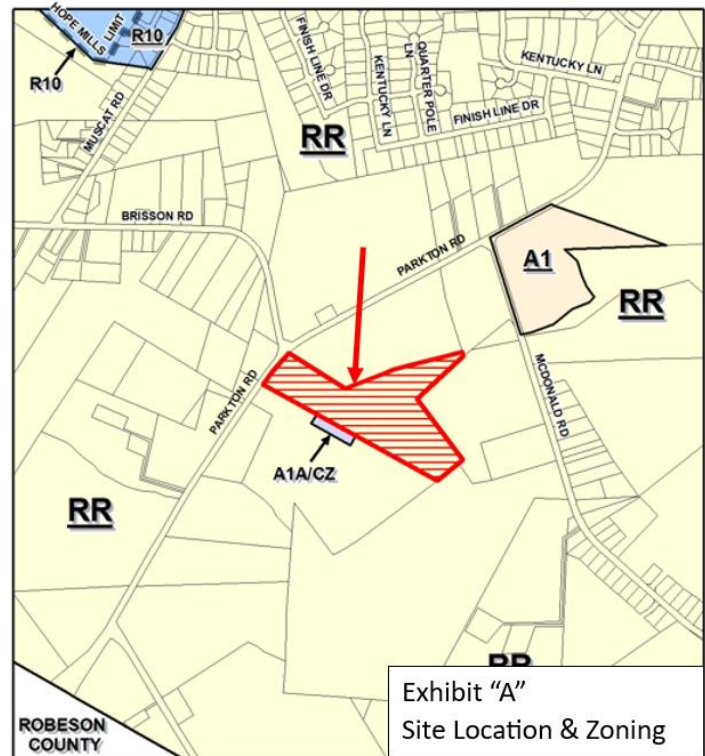 HOPE MILLS
LIMIT
R10
R10
MUSCAT RD
FINISH LINE DR
KENTUCKY LN
QUARTER POLE
LN
KENTUCKY LN
FINISH LINE DR
RR
BRISSON RD
PARKTON RD
A1
RR
PARKTON RD
MCDONALD RD
A1A/CZ
RR
RR
Exhibit “A”
Site Location & Zoning
ROBESON
COUNTY